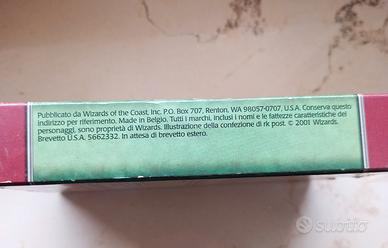 Pubblicato da Wizards of the Coast, Inc. P.O. Box 707, Renton, WA 98057-0707, U.S.A. Conserva questo
indirizzo per riferimento. Made in Belgio. Tutti i marchi, inclusi i nomi e le fattezze caratteristiche dei
personaggi, sono proprietà di Wizards. Illustrazione della confezione di rk post. © 2001 Wizards.
Brevetto U.S.A. 5662332. In attesa di brevetto estero.
subito